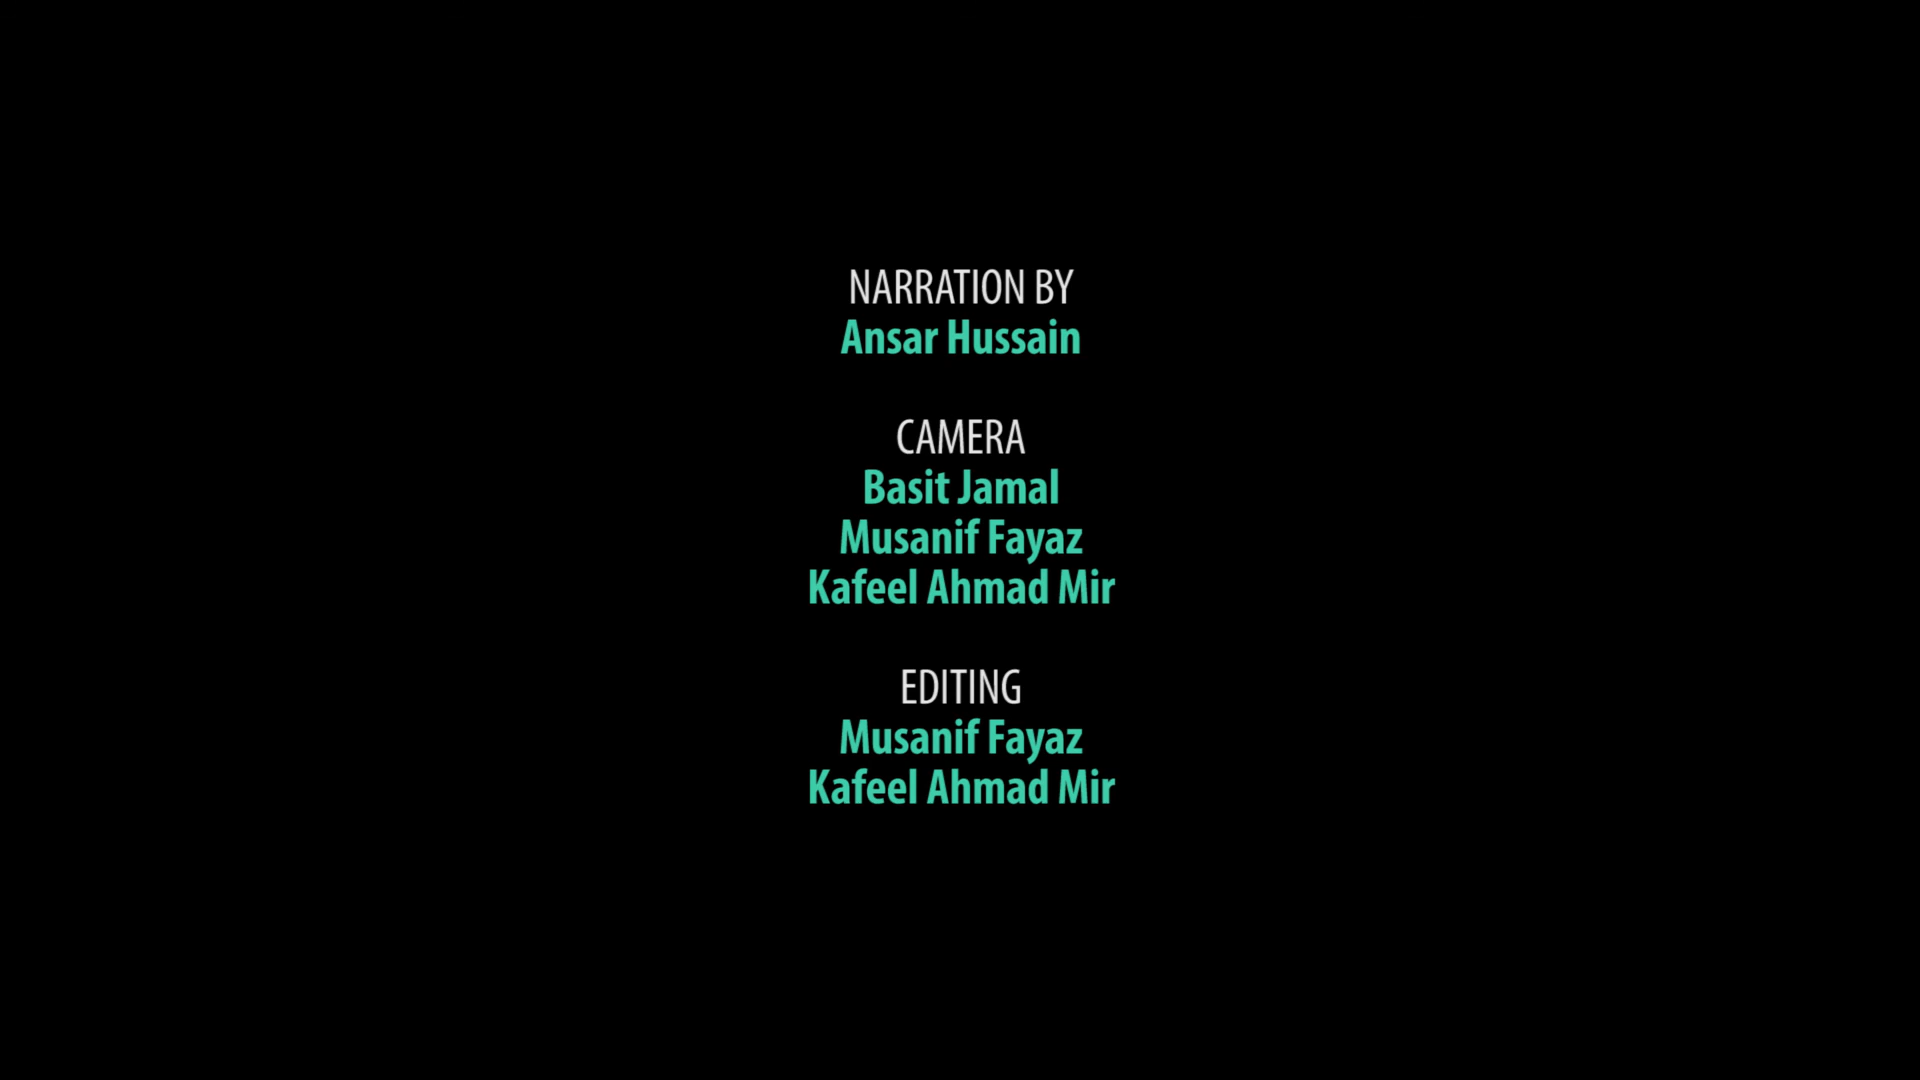 NARRATION BY
Ansar Hussain
CAMERA
Basit Jamal
Musanif Fayaz
Kafeel Ahmad Mir
EDITING
Musanif Fayaz
Kafeel Ahmad Mir